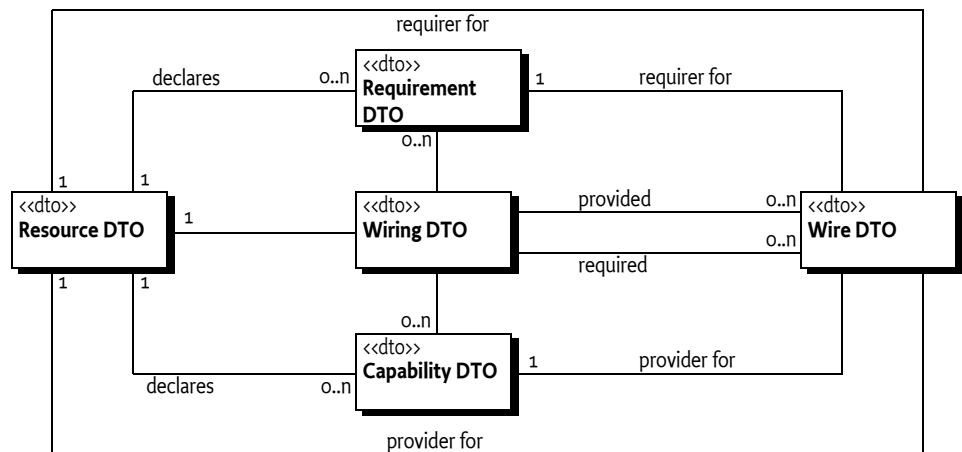 requirer for
declares
0..n
<<dto>>
Requirement
DTO
1
requirer for
0..n
1
1
<<dto>>
Resource DTO
1
<<dto>>
Wiring DTO
provided
0..n
<<dto>>
Wire DTO
0..n
required
1
1
0..n
<<dto>>
Capability DTO
1
provider for
declares
0..n
provider for